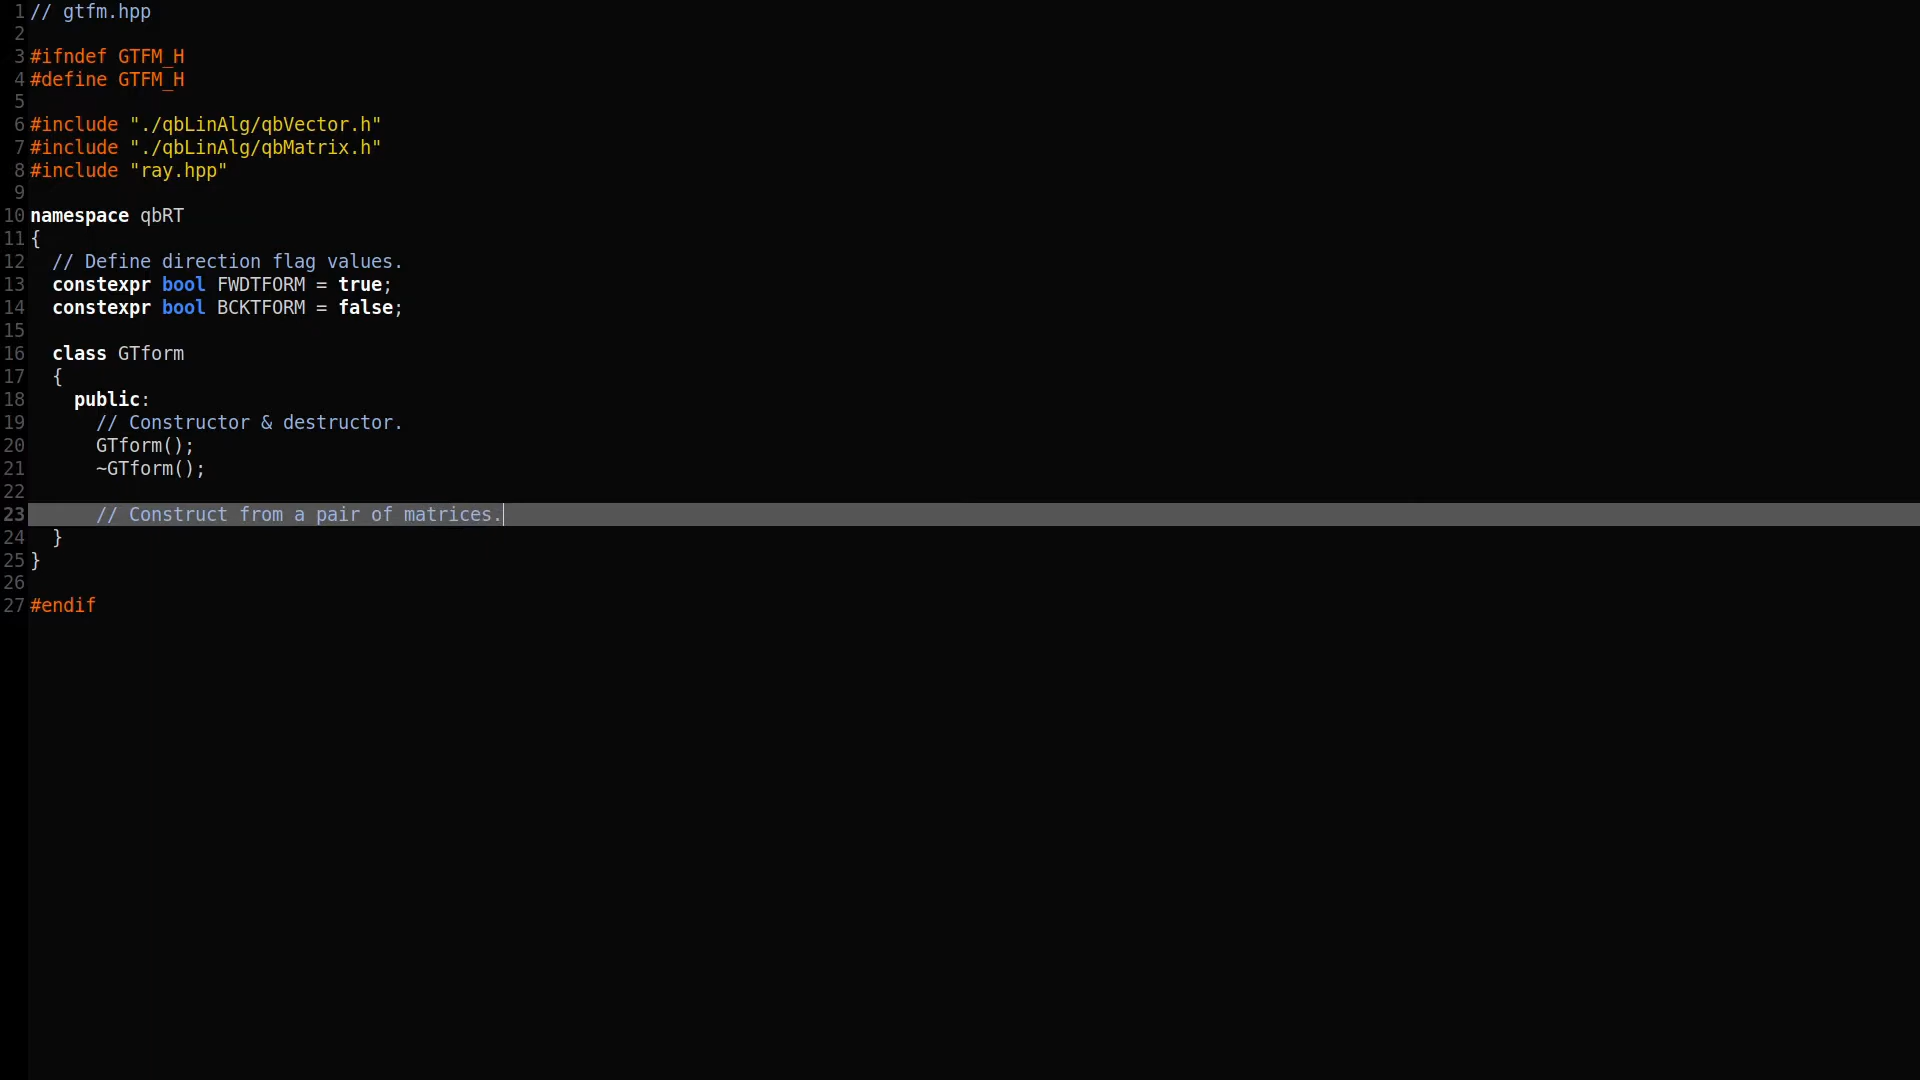 1 // gtfm.hpp
2
3 #ifndef GTFM_H
4 #define GTFM_H
5
6 #include "./qbLinAlg/qbVector.h"
7 #include "./qbLinAlg/qbMatrix.h"
8 #include "ray.hpp"
9
10 namespace qbRT
11 {
12   // Define direction flag values.
13   constexpr bool FWDTFORM = true;
14   constexpr bool BCKTFORM = false;
15
16   class GTform
17   {
18     public:
19       // Constructor & destructor.
20       GTform();
21       ~GTform();
22
23       // Construct from a pair of matrices.
24   }
25 }
26
27 #endif